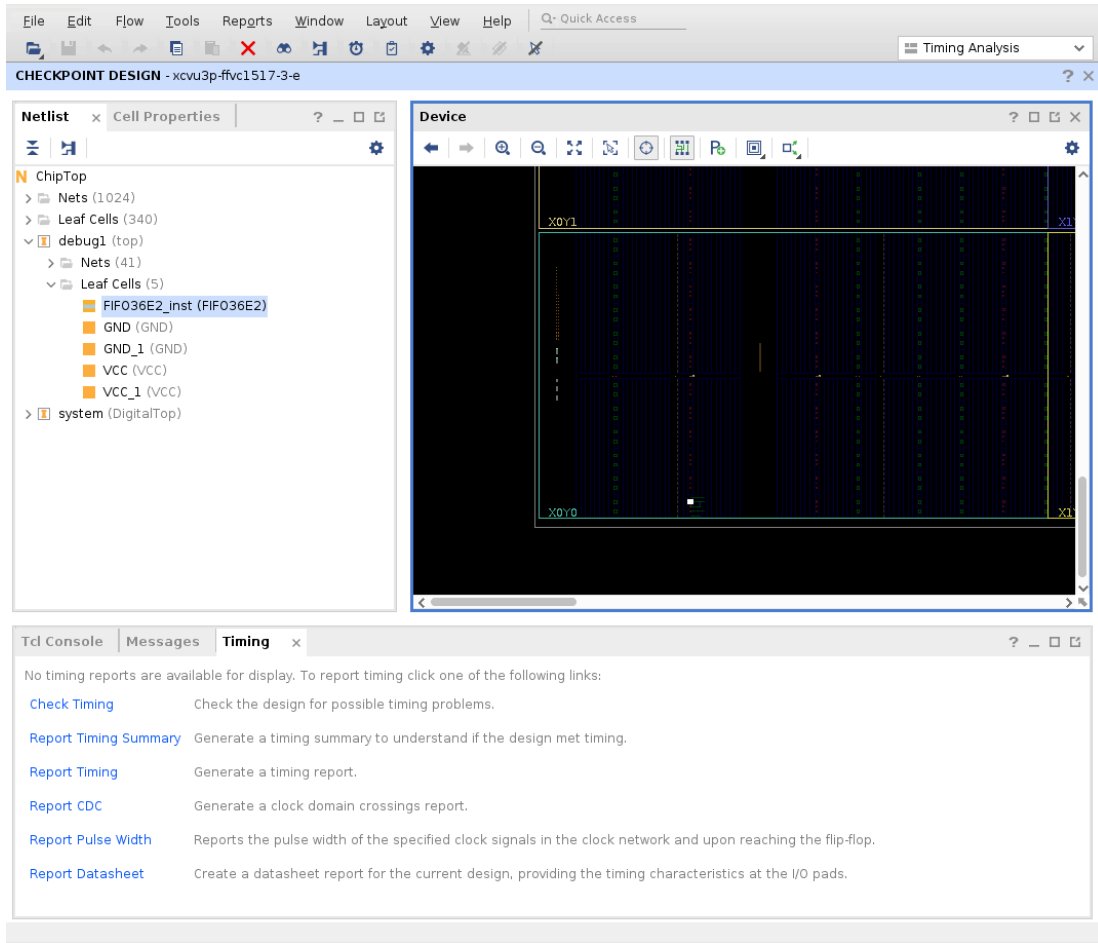 File Edit Flow Tools Reports Window Layout View Help Quick Access
Timing Analysis
CHECKPOINT DESIGN - xcvu3p-ffvc1517-3-e
Netlist Cell Properties
Device
ChipTop
Nets (1024)
Leaf Cells (340)
debug1 (top)
Nets (41)
Leaf Cells (5)
FIFO36E2_inst (FIFO36E2)
GND (GND)
GND_1 (GND)
VCC (VCC)
VCC_1 (VCC)
system (DigitalTop)
X0Y1 X1
X0Y0 X1
Tcl Console Messages Timing
No timing reports are available for display. To report timing click one of the following links:
Check Timing Check the design for possible timing problems.
Report Timing Summary Generate a timing summary to understand if the design met timing.
Report Timing Generate a timing report.
Report CDC Generate a clock domain crossings report.
Report Pulse Width Reports the pulse width of the specified clock signals in the clock network and upon reaching the flip-flop.
Report Datasheet Create a datasheet report for the current design, providing the timing characteristics at the I/O pads.